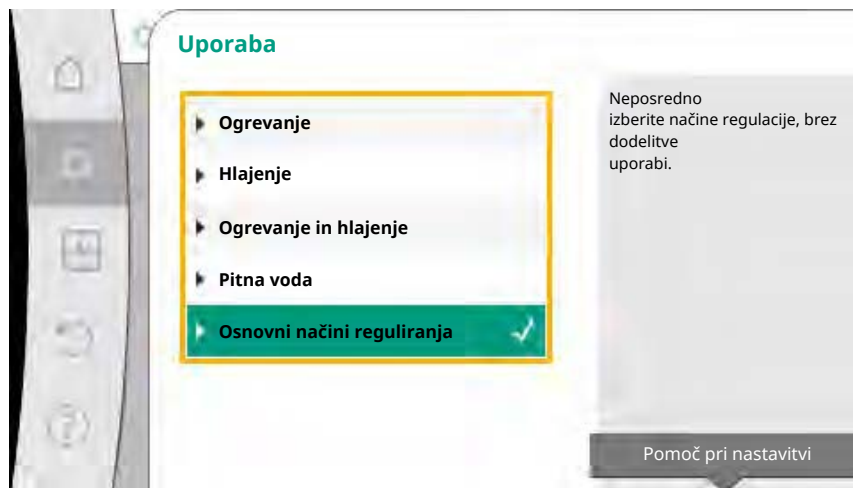 Uporaba
Ogrevanje
Hlajenje
Ogrevanje in hlajenje
Pitna voda
Osnovni načini reguliranja
Neposredno
izberite načine regulacije, brez
dodelitve
uporabi.
Pomoč pri nastavitvi